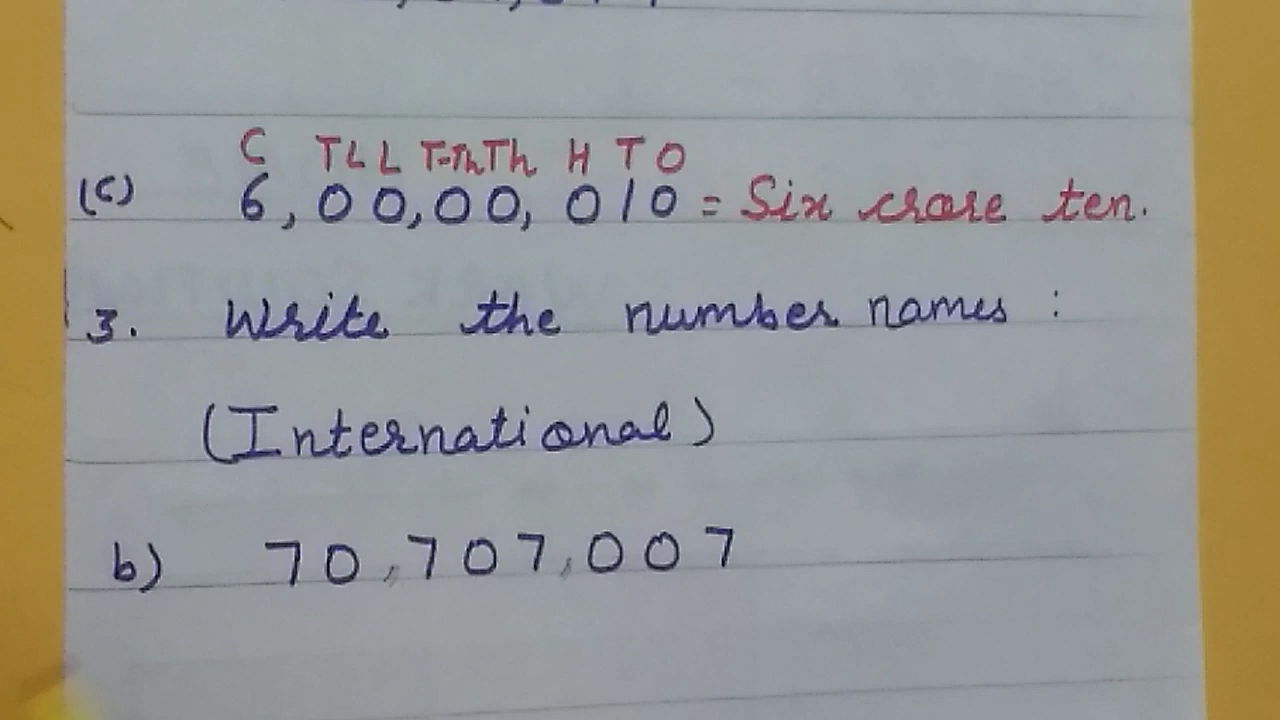 C TL L T-Th Th H T O
(C) 6,00,00,010 = Six crore ten.
3. Write the number names :
(International)
b) 70,707,007